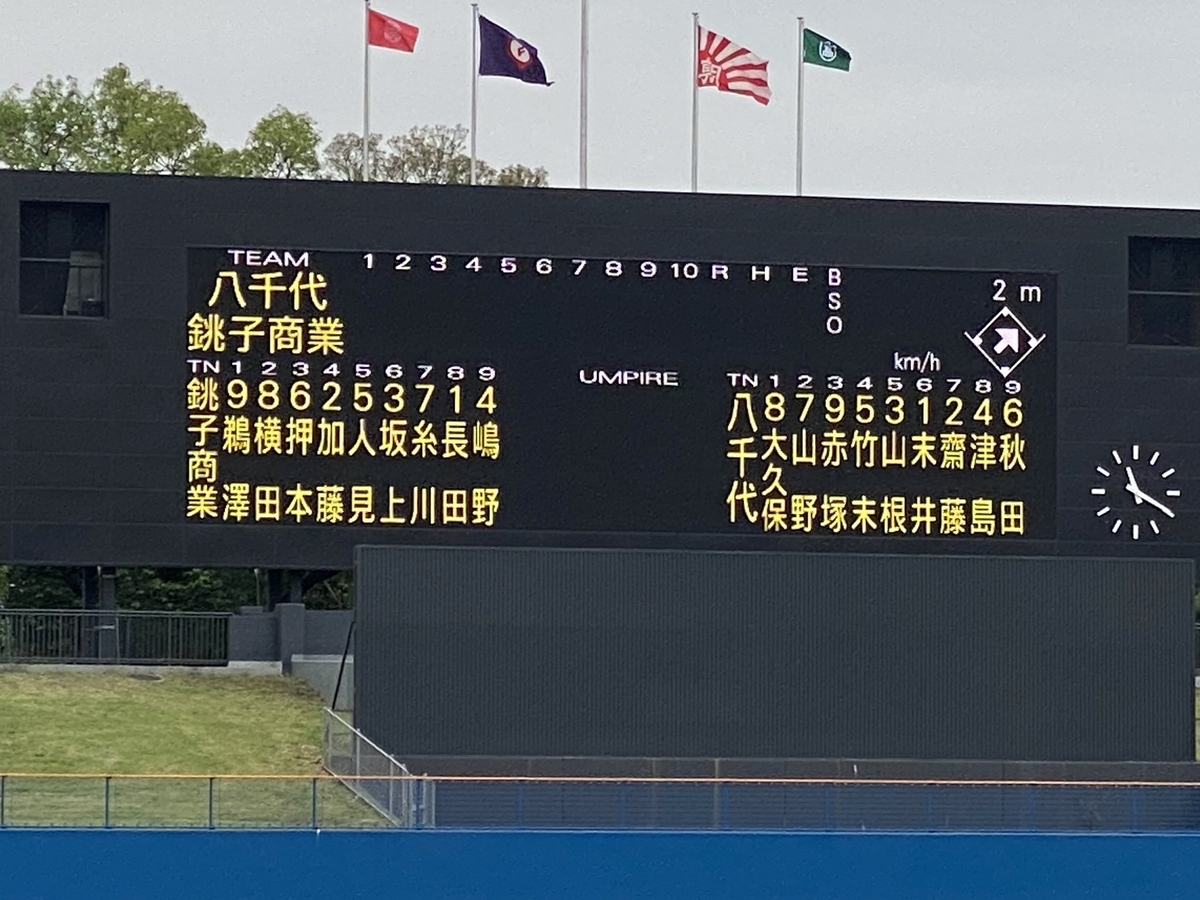 TEAM 1 2 3 4 5 6 7 8 9 10 R H E B
S
O
八千代
銚子商業
2 m
km/h
UMPIRE
TN 1 2 3 4 5 6 7 8 9
銚子商業
9 8 6 2 5 3 7 1 4
鵜澤
横田
押本
加藤
人見
坂上
糸川
長田
嶋野
TN 1 2 3 4 5 6 7 8 9
八千代
8 7 9 5 3 1 2 4 6
大久保
山野
赤塚
竹末
山根
末井
齋藤
津島
秋田